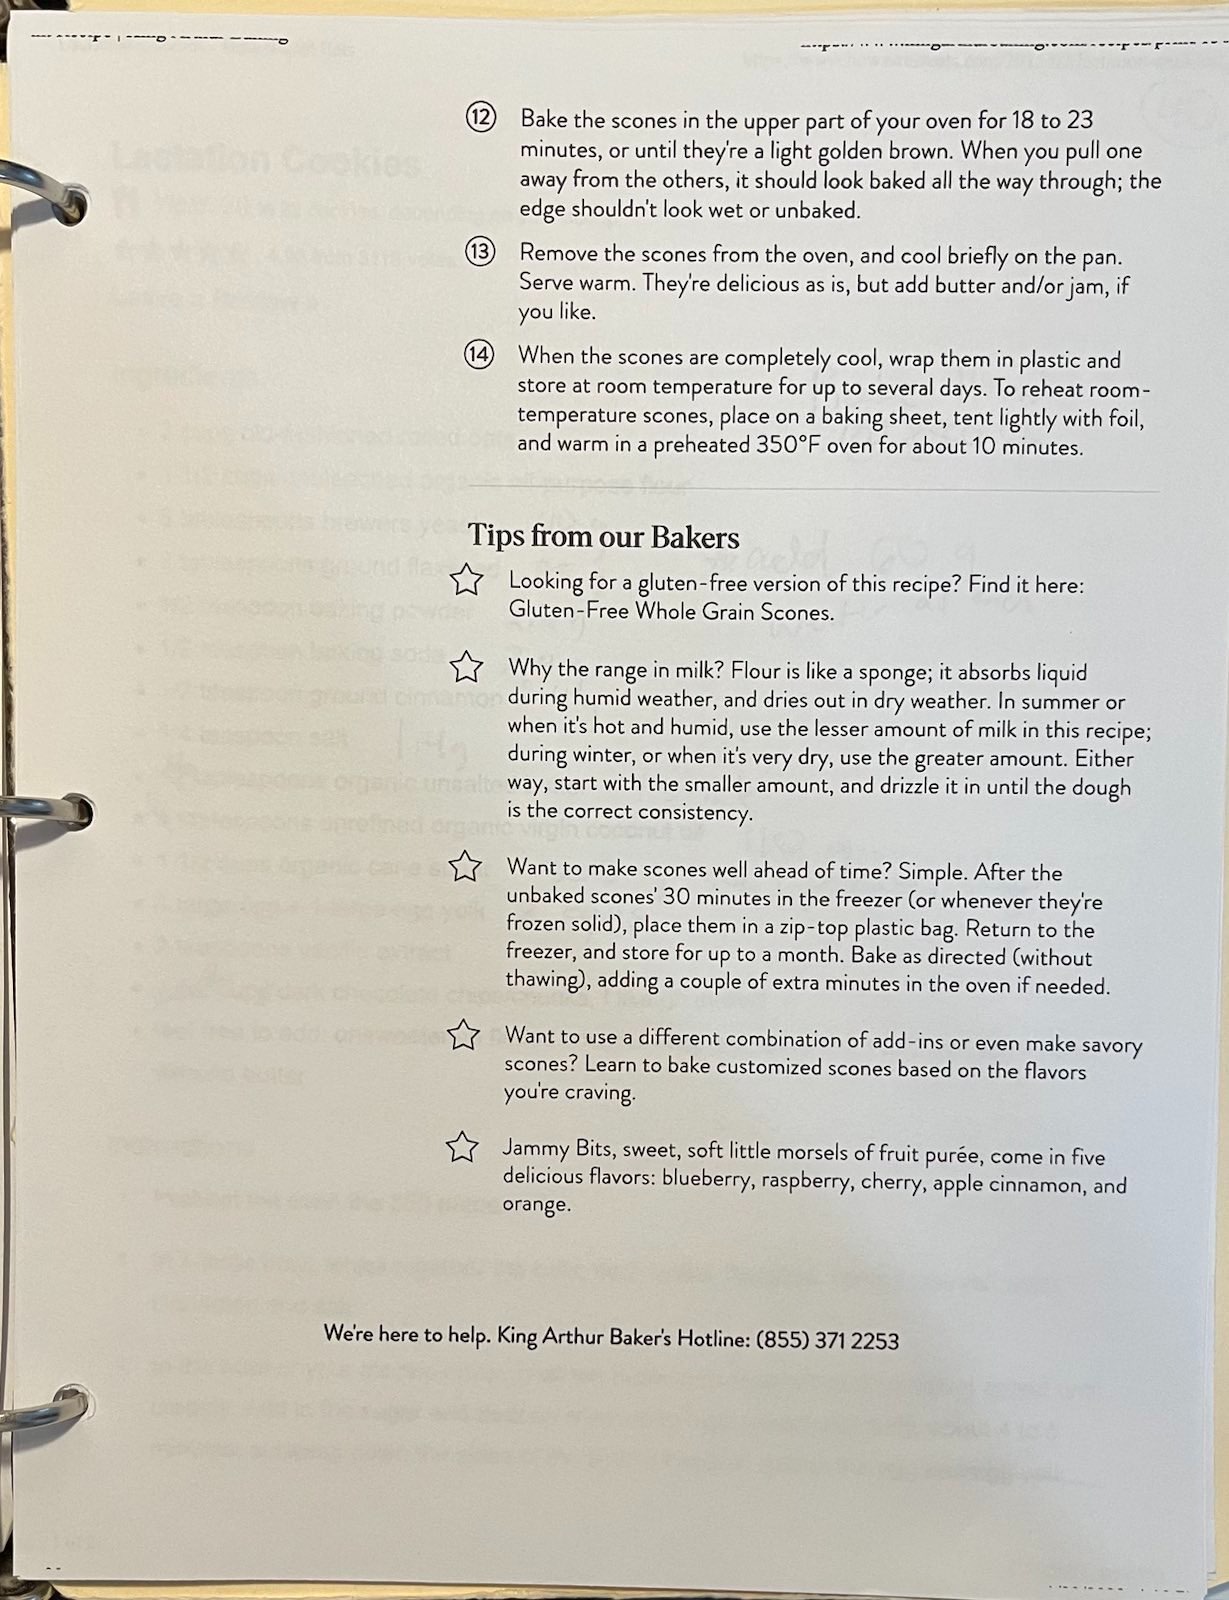 12 Bake the scones in the upper part of your oven for 18 to 23
minutes, or until they're a light golden brown. When you pull one
away from the others, it should look baked all the way through; the
edge shouldn't look wet or unbaked.
13 Remove the scones from the oven, and cool briefly on the pan.
Serve warm. They're delicious as is, but add butter and/or jam, if
you like.
14 When the scones are completely cool, wrap them in plastic and
store at room temperature for up to several days. To reheat room-
temperature scones, place on a baking sheet, tent lightly with foil,
and warm in a preheated 350°F oven for about 10 minutes.
Tips from our Bakers
Looking for a gluten-free version of this recipe? Find it here:
Gluten-Free Whole Grain Scones.
Why the range in milk? Flour is like a sponge; it absorbs liquid
during humid weather, and dries out in dry weather. In summer or
when it's hot and humid, use the lesser amount of milk in this recipe;
during winter, or when it's very dry, use the greater amount. Either
way, start with the smaller amount, and drizzle it in until the dough
is the correct consistency.
Want to make scones well ahead of time? Simple. After the
unbaked scones' 30 minutes in the freezer (or whenever they're
frozen solid), place them in a zip-top plastic bag. Return to the
freezer, and store for up to a month. Bake as directed (without
thawing), adding a couple of extra minutes in the oven if needed.
Want to use a different combination of add-ins or even make savory
scones? Learn to bake customized scones based on the flavors
you're craving.
Jammy Bits, sweet, soft little morsels of fruit purée, come in five
delicious flavors: blueberry, raspberry, cherry, apple cinnamon, and
orange.
We're here to help. King Arthur Baker's Hotline: (855) 371 2253